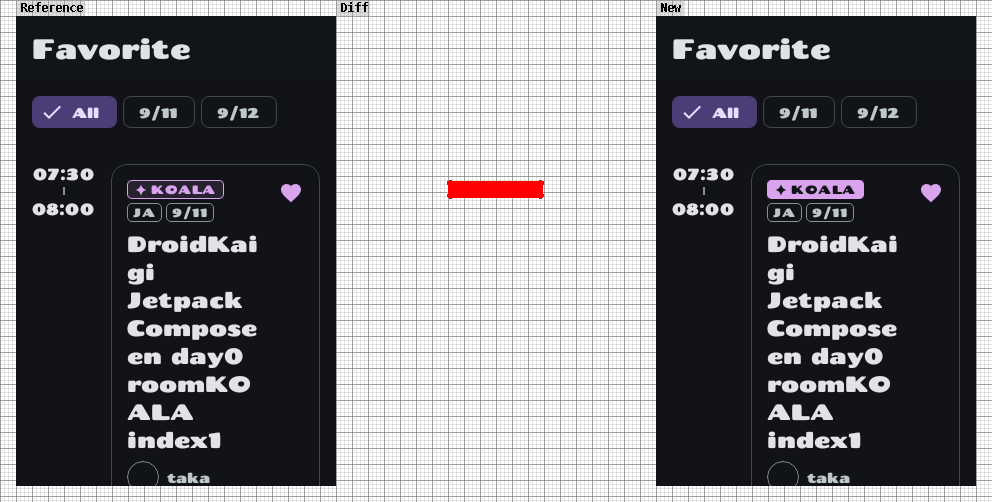 Reference
Diff
New
Favorite
All
9/11
9/12
07:30
08:00
KOALA
JA
9/11
DroidKai
gi
Jetpack
Compose
en day0
roomKO
ALA
index1
taka
Favorite
All
9/11
9/12
07:30
08:00
KOALA
JA
9/11
DroidKai
gi
Jetpack
Compose
en day0
roomKO
ALA
index1
taka